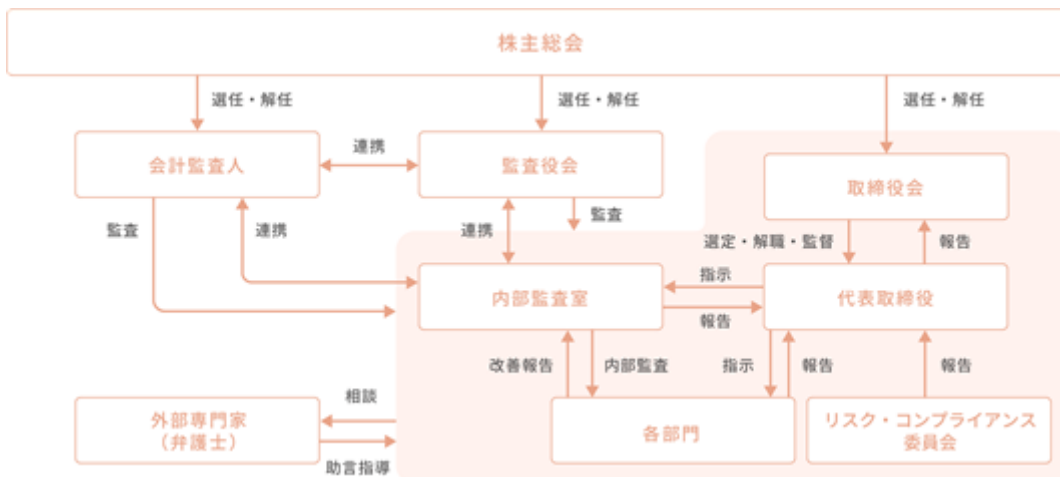 株主総会
選任・解任
選任・解任
選任・解任
会計監査人
連携
監査役会
取締役会
監査
連携
連携
監査
選定・解職・監督
報告
内部監査室
指示
報告
代表取締役
改善報告
内部監査
指示
報告
報告
外部専門家
（弁護士）
相談
助言指導
各部門
リスク・コンプライアンス
委員会